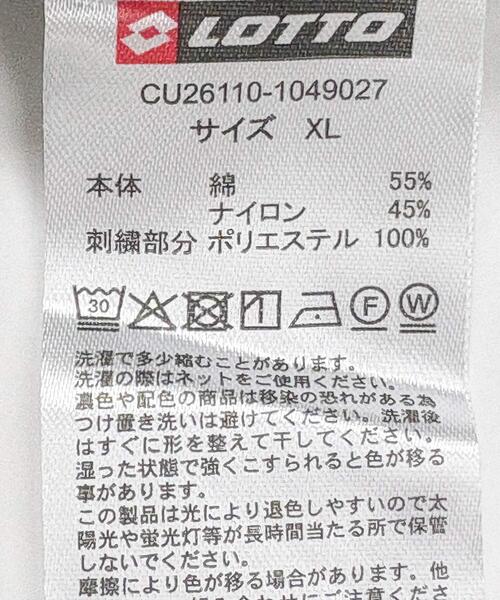 LOTTO
CU26110-1049027
サイズ XL
本体 綿 55%
ナイロン 45%
刺繍部分 ポリエステル 100%
30 F W
洗濯で多少縮むことがあります。
洗濯の際はネットをご使用ください。
濃色や配色の商品は移染の恐れがある為
つけ置き洗いは避けてください。洗濯後
はすぐに形を整えて干してください。
湿った状態で強くこすられると色が移る
事があります。
この製品は光により退色しやすいので太
陽光や蛍光灯等が長時間当たる所で保管
しないでください。
摩擦により色が移る場合があります。他